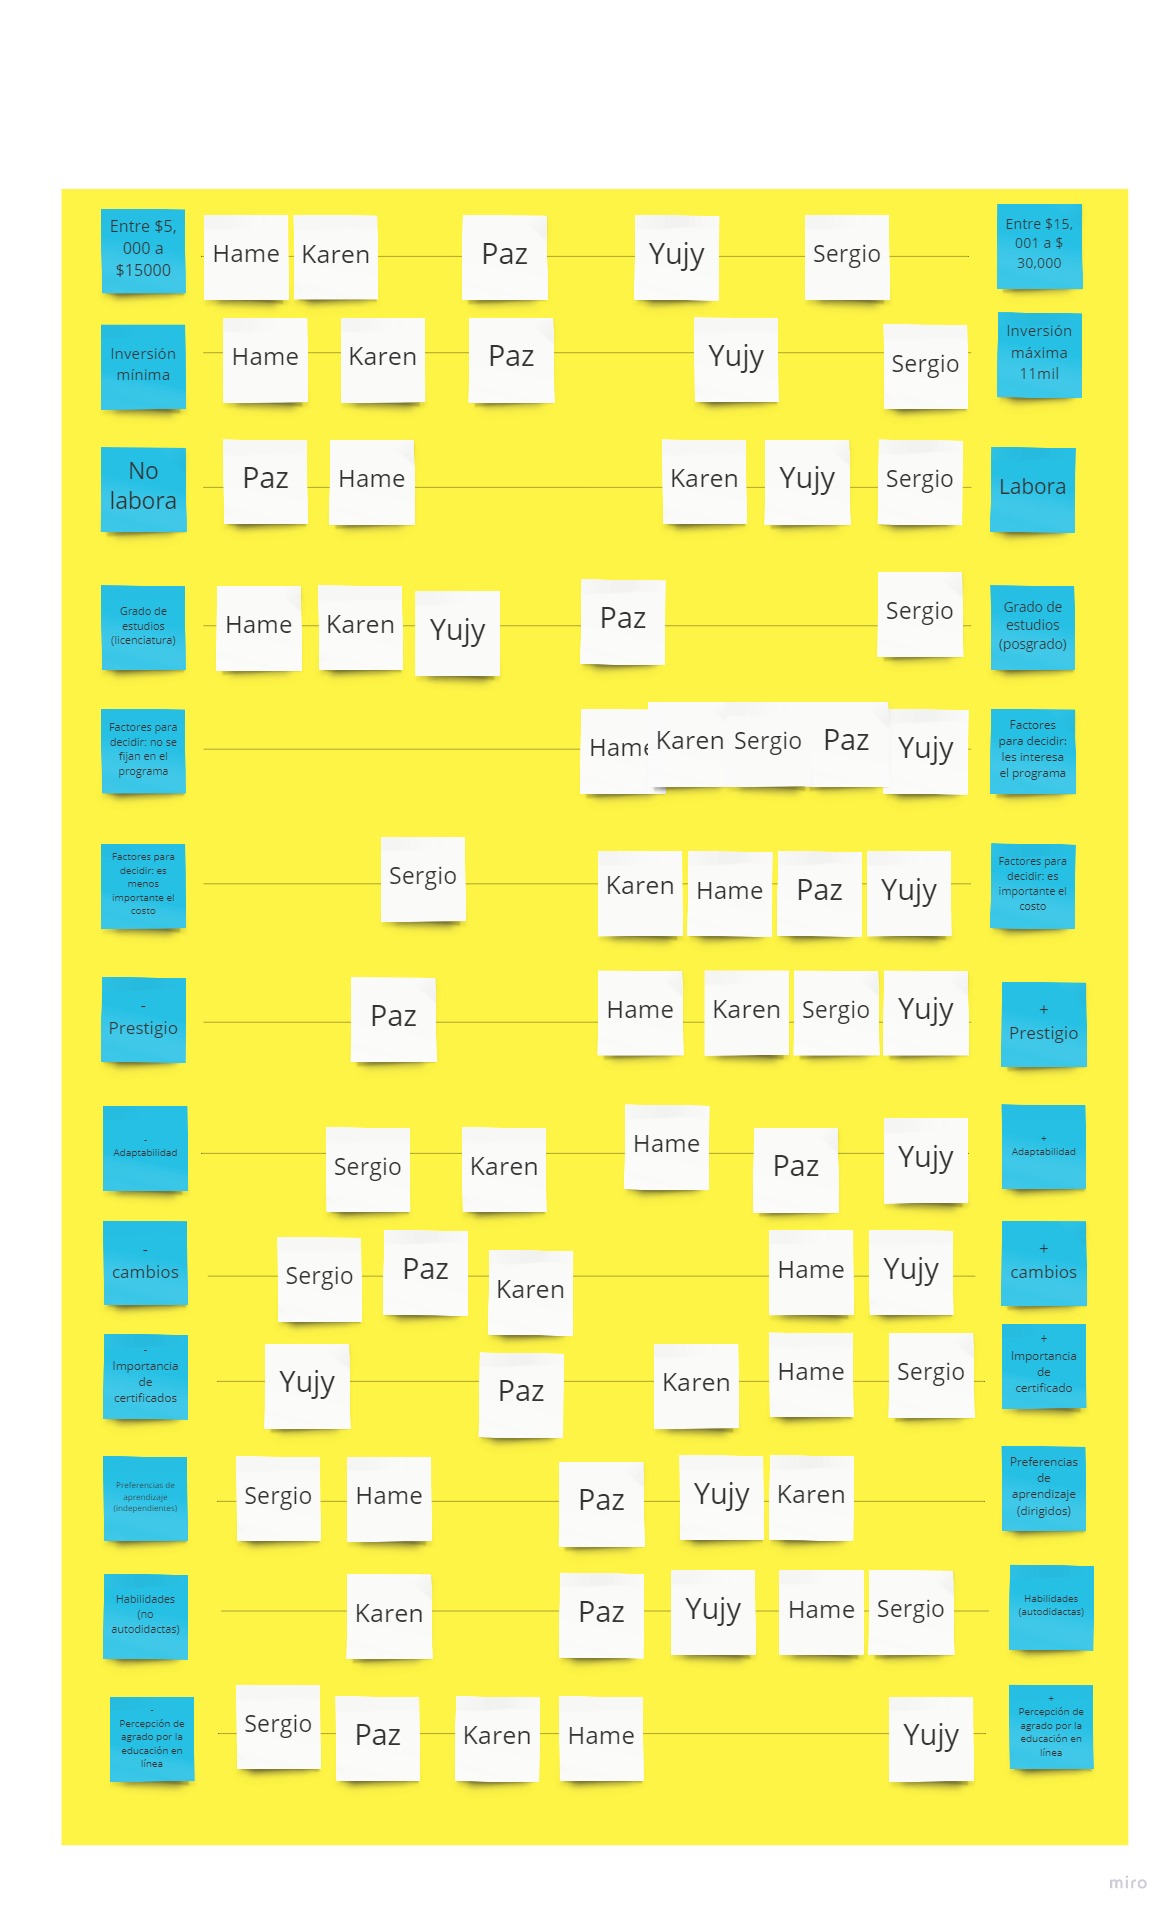 Entre $5,
000 a
$15000
Hame
Karen
Paz
Yujy
Sergio
Entre $15,
001 a $
30,000
Inversión
mínima
Hame
Karen
Paz
Yujy
Sergio
Inversión
máxima
11mil
No
labora
Paz
Hame
Karen
Yujy
Sergio
Labora
Grado de
estudios
(licenciatura)
Hame
Karen
Yujy
Paz
Sergio
Grado de
estudios
(posgrado)
Factores para
decidir: no se
fijan en el
programa
Hame
Karen
Sergio
Paz
Yujy
Factores
para decidir:
les interesa
el programa
Factores para
decidir: es
menos
importante el
costo
Sergio
Karen
Hame
Paz
Yujy
Factores para
decidir: es
importante el
costo
-
Prestigio
Paz
Hame
Karen
Sergio
Yujy
+
Prestigio
-
Adaptabilidad
Sergio
Karen
Hame
Paz
Yujy
+
Adaptabilidad
-
cambios
Sergio
Paz
Karen
Hame
Yujy
+
cambios
-
Importancia
de
certificados
Yujy
Paz
Karen
Hame
Sergio
+
Importancia
de
certificado
Preferencias de
aprendizaje
(independientes)
Sergio
Hame
Paz
Yujy
Karen
Preferencias
de
aprendizaje
(dirigidos)
Habilidades
(no
autodidactas)
Karen
Paz
Yujy
Hame
Sergio
Habilidades
(autodidactas)
-
Percepción de
agrado por la
educación en
línea
Sergio
Paz
Karen
Hame
Yujy
+
Percepción de
agrado por la
educación en
línea
miro